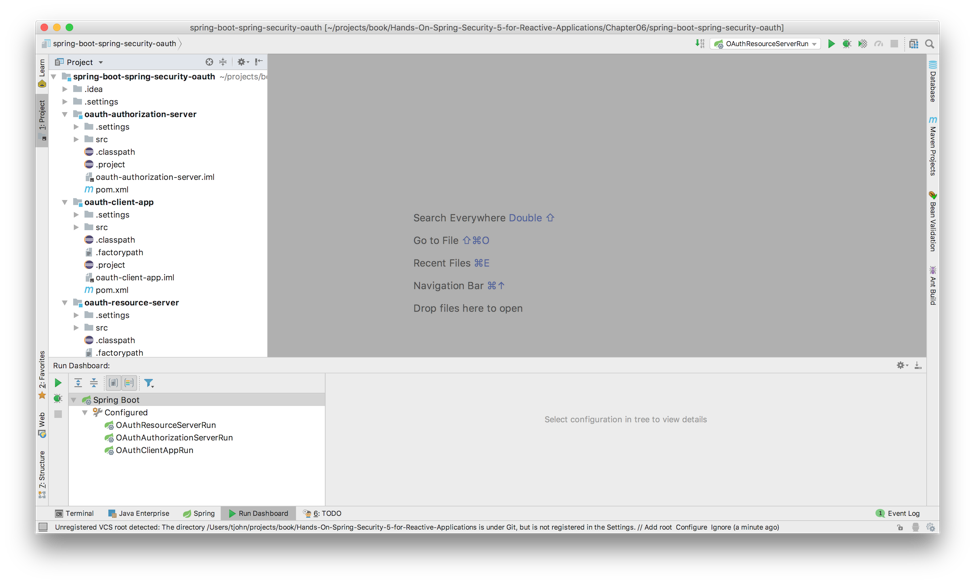 spring-boot-spring-security-oauth [~/projects/book/Hands-On-Spring-Security-5-for-Reactive-Applications/Chapter06/spring-boot-spring-security-oauth]
spring-boot-spring-security-oauth
OAuthResourceServerRun
Learn
1: Project
Project
spring-boot-spring-security-oauth ~/projects/b
.idea
.settings
oauth-authorization-server
.settings
src
.classpath
.project
oauth-authorization-server.iml
pom.xml
oauth-client-app
.settings
src
.classpath
.factorypath
.project
oauth-client-app.iml
pom.xml
oauth-resource-server
.settings
src
.classpath
.factorypath
Search Everywhere Double ⇧
Go to File ⇧⌘O
Recent Files ⌘E
Navigation Bar ⌘↑
Drop files here to open
Database
Maven Projects
Bean Validation
Ant Build
2: Favorites
Web
7: Structure
Run Dashboard:
Spring Boot
Configured
OAuthResourceServerRun
OAuthAuthorizationServerRun
OAuthClientAppRun
Select configuration in tree to view details
Terminal Java Enterprise Spring Run Dashboard 6: TODO 1 Event Log
Unregistered VCS root detected: The directory /Users/tjohn/projects/book/Hands-On-Spring-Security-5-for-Reactive-Applications is under Git, but is not registered in the Settings. // Add root Configure Ignore (a minute ago)